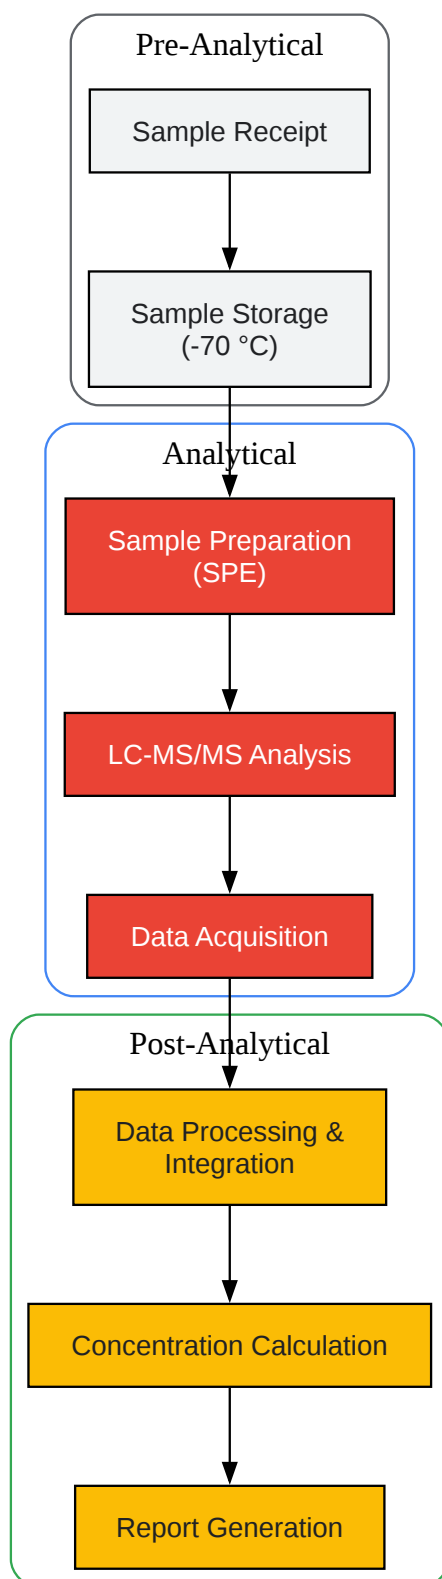 Pre-Analytical
Sample Receipt
Sample Storage
(-70 °C)
Analytical
Sample Preparation
(SPE)
LC-MS/MS Analysis
Data Acquisition
Post-Analytical
Data Processing &
Integration
Concentration Calculation
Report Generation